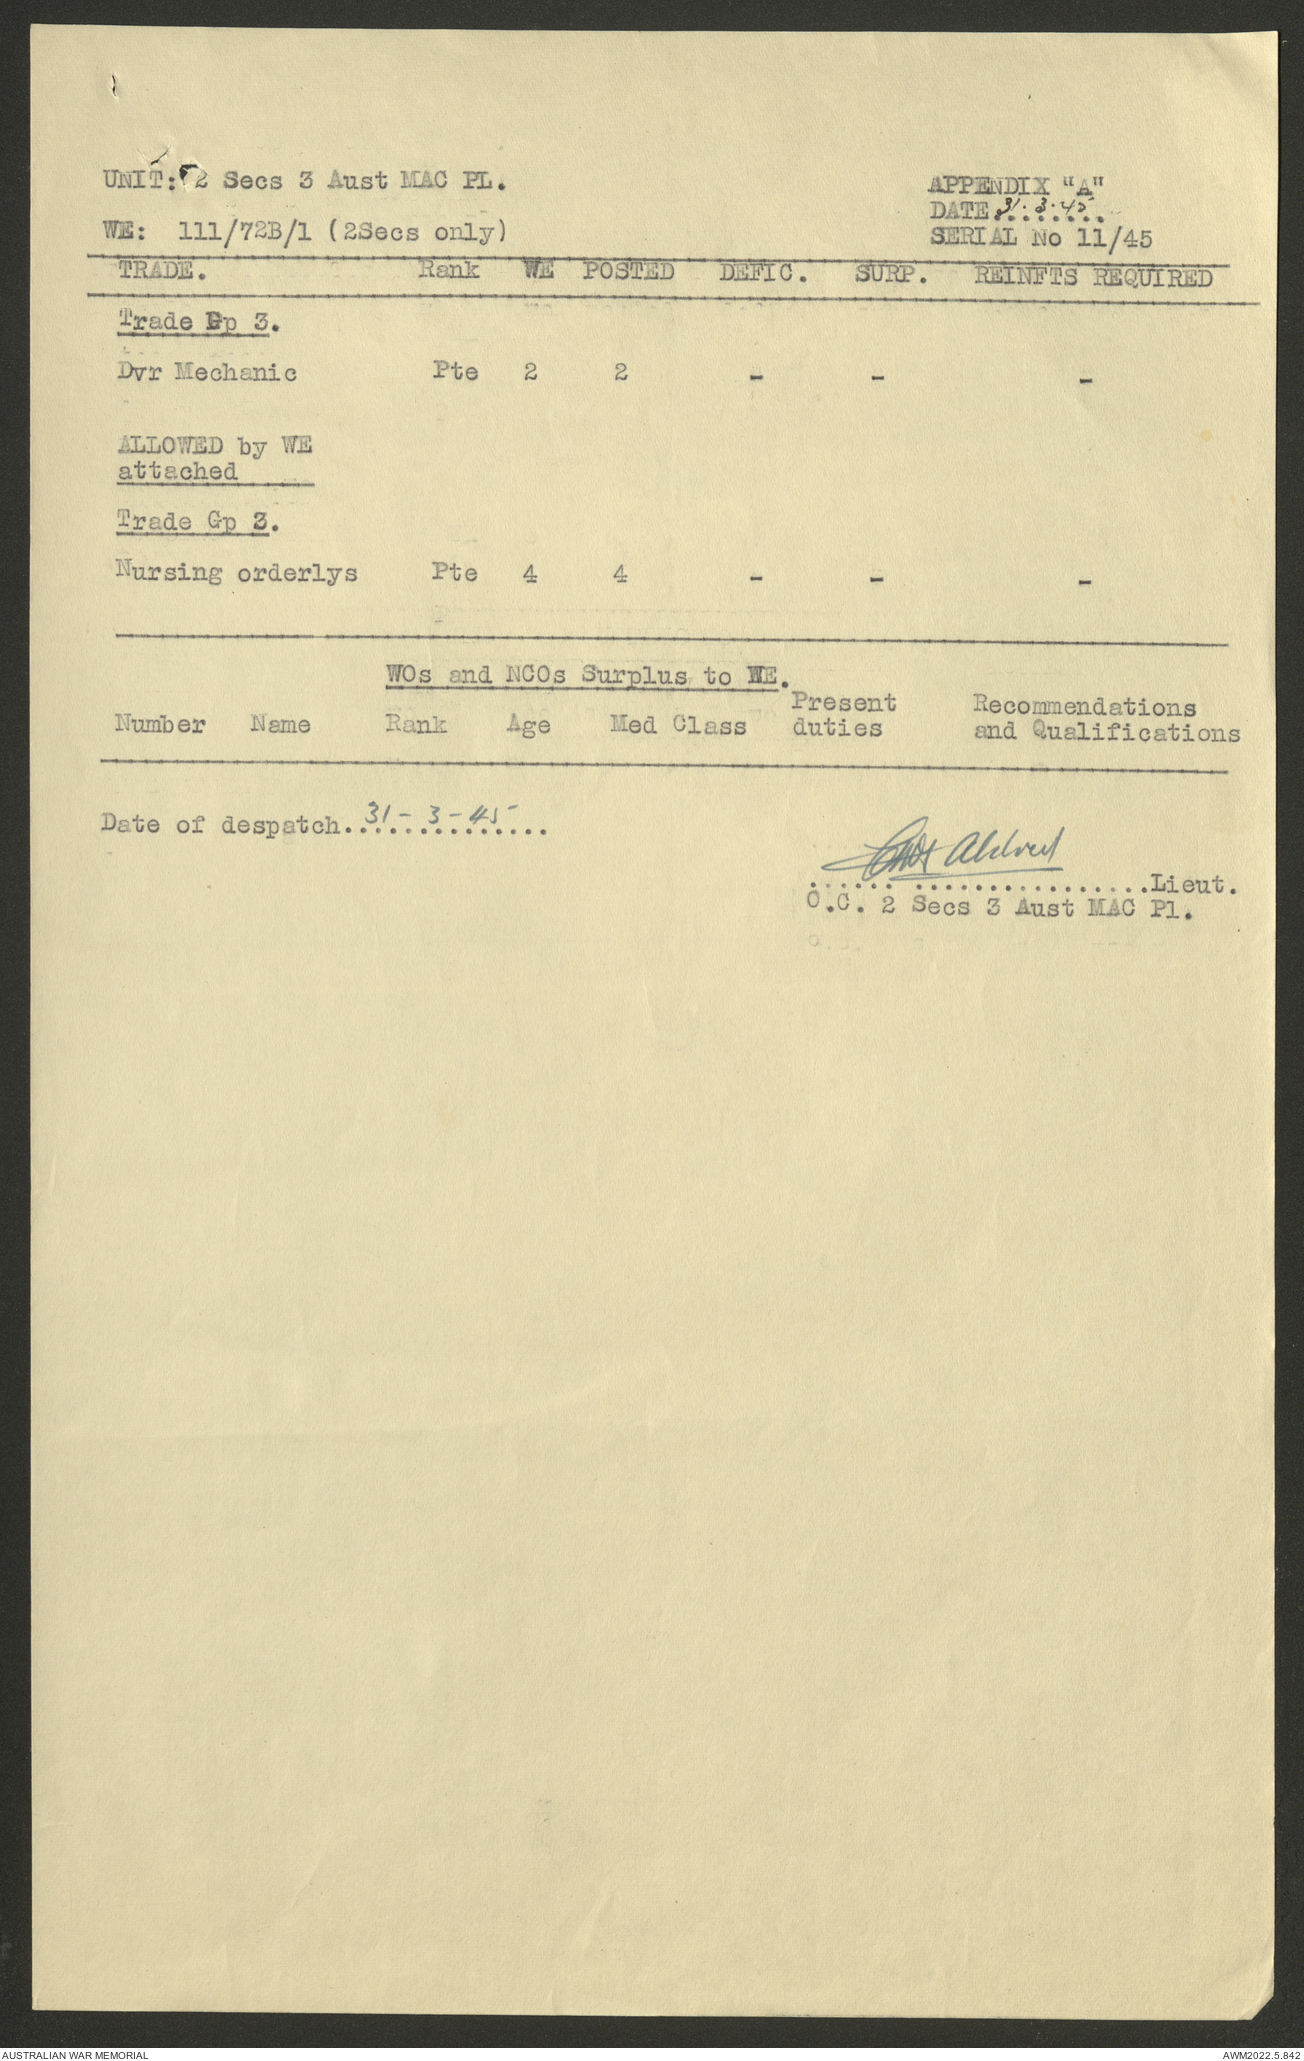 UNIT: 2 Secs 3 Aust MAC PL.
APPENDIX "A"
DATE 31.3.45
WE: 111/72B/1 (2Secs only)
SERIAL No 11/45
TRADE. Rank WE POSTED DEFIC. SURP. REINFTS REQUIRED
Trade Gp 3.
Dvr Mechanic Pte 2 2 - - -
ALLOWED by WE
attached
Trade Gp 3.
Nursing orderlys Pte 4 4 - - -
WOs and NCOs Surplus to WE.
Number Name Rank Age Med Class Present duties Recommendations and Qualifications
Date of despatch. 31-3-45
.......................Lieut.
O.C. 2 Secs 3 Aust MAC Pl.
AUSTRALIAN WAR MEMORIAL
AWM2022.5.842